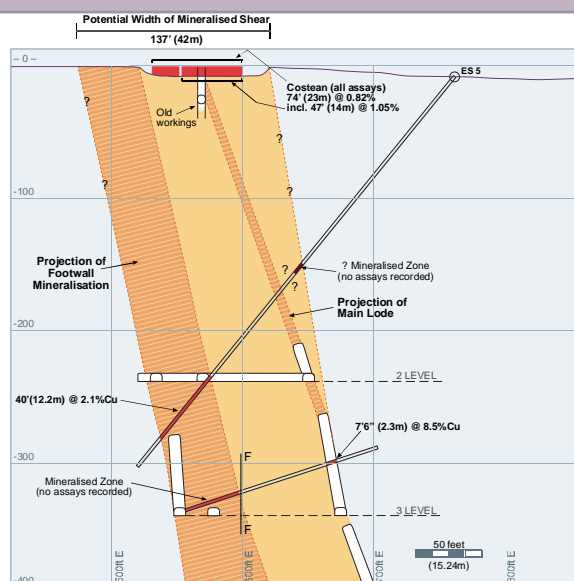 Potential Width of Mineralised Shear
137' (42m)
– 0 –
ES 5
Costean (all assays)
74' (23m) @ 0.82%
incl. 47' (14m) @ 1.05%
Old
workings
?
?
?
?
-100
Projection of
Footwall
Mineralisation
?
?
? Mineralised Zone
(no assays recorded)
Projection of
Main Lode
-200
2 LEVEL
40'(12.2m) @ 2.1%Cu
7'6” (2.3m) @ 8.5%Cu
-300
F
Mineralised Zone
(no assays recorded)
3 LEVEL
F
50 feet
(15.24m)
-400
600ft E
700ft E